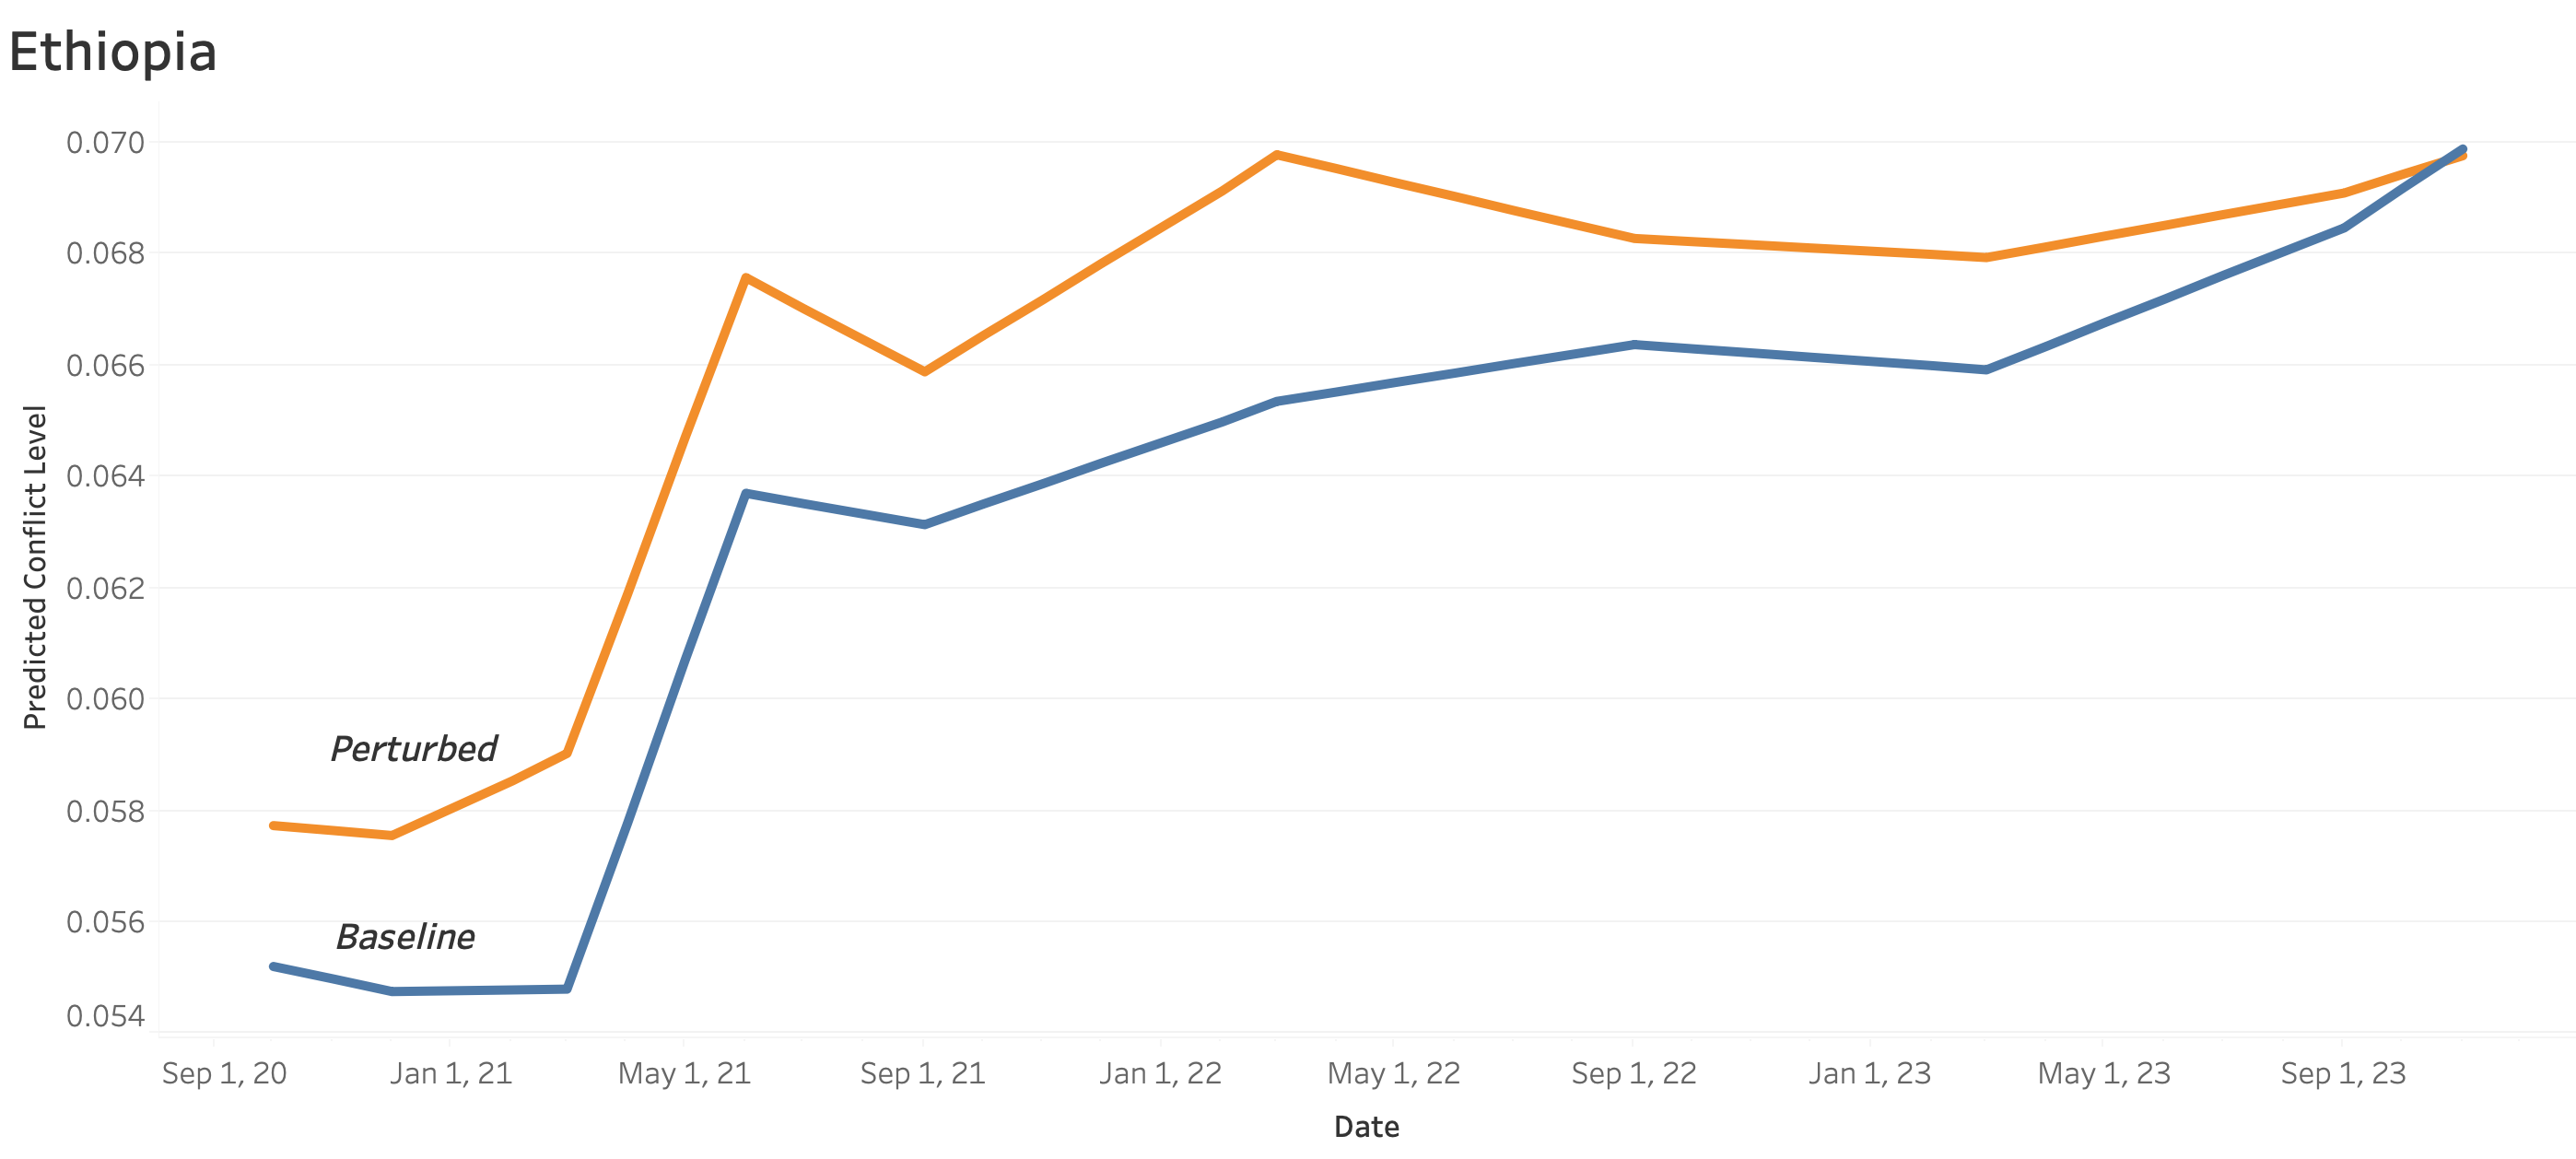 Ethiopia
0.070
0.068
0.066
0.064
0.062
0.060
0.058
0.056
0.054
Predicted Conflict Level
Perturbed
Baseline
Sep 1, 20 Jan 1, 21 May 1, 21 Sep 1, 21 Jan 1, 22 May 1, 22 Sep 1, 22 Jan 1, 23 May 1, 23 Sep 1, 23
Date